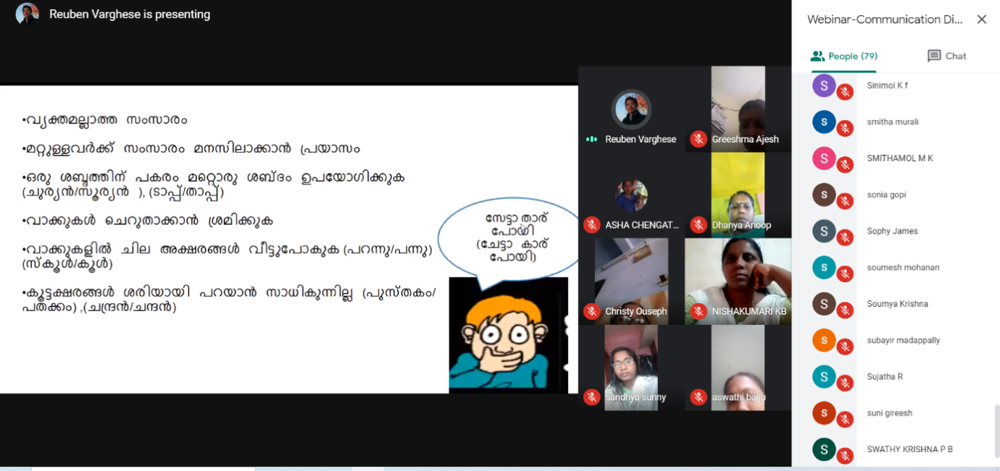 Reuben Varghese is presenting
•വ്യക്തമല്ലാത്ത സംസാരം
•മറ്റുള്ളവർക്ക് സംസാരം മനസിലാക്കാൻ പ്രയാസം
•ഒരു ശബ്ദത്തിന് പകരം മറ്റൊരു ശബ്ദം ഉപയോഗിക്കുക
(ചുര്യൻ/സൂര്യൻ ), (ടാപ്പ്/താപ്പ്)
•വാക്കുകൾ ചെറുതാക്കാൻ ശ്രമിക്കുക
•വാക്കുകളിൽ ചില അക്ഷരങ്ങൾ വീട്ടുപോകുക (പറന്നു/പന്നു)
(സ്കൂൾ/കൂൾ)
•കൂട്ടക്ഷരങ്ങൾ ശരിയായി പറയാൻ സാധികുന്നില്ല (പുസ്തകം/
പതക്കം) ,(ചന്ദ്രൻ/ചന്ദൻ)
സേട്ടാ താര്
പോയി
(ചേട്ടാ കാര്
പോയി)
Reuben Varghese
Greeshma Ajesh
ASHA CHENGAT...
Dhanya Anoop
Christy Ouseph
NISHAKUMARI KB
sandhya sunny
aswathi baiju
Webinar-Communication Di...
People (79)
Chat
S Sinimol K f
S smitha murali
S SMITHAMOL M K
S sonia gopi
S Sophy James
S soumesh mohanan
S Soumya Krishna
S subayir madappally
S Sujatha R
S suni gireesh
S SWATHY KRISHNA P B